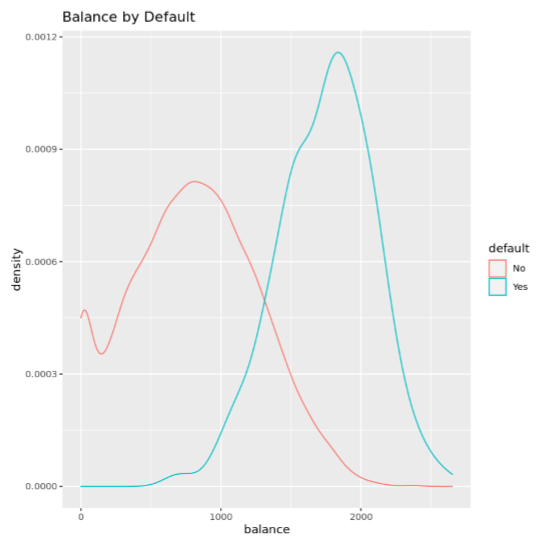 Balance by Default
0.0012
0.0009
0.0006
0.0003
0.0000
density
0
1000
2000
balance
default
No
Yes